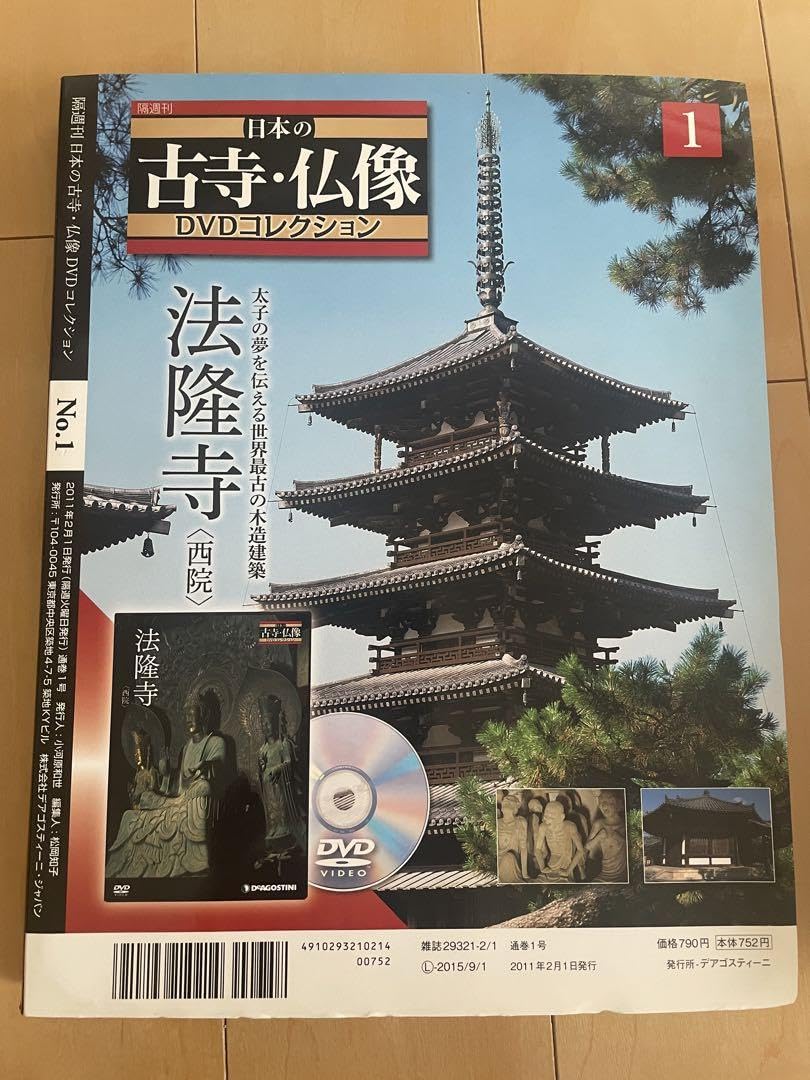 隔週刊
日本の
古寺・仏像
DVDコレクション
1
太子の夢を伝える世界最古の木造建築
法隆寺
〈西院〉
隔週刊 日本の古寺・仏像 DVDコレクション
No.1
2011年2月1日発行(隔週火曜日発行) 通巻1号 発行人:小河原和世 編集人:松岡知子
発行所:〒104-0045 東京都中央区築地4-7-5 築地KYビル 株式会社デアゴスティーニ・ジャパン
古寺・仏像
法隆寺
〈西院〉
DVD
DeAGOSTINI
DVD
VIDEO
4910293210214
00752
雑誌29321-2/1 通巻1号
Ⓛ-2015/9/1 2011年2月1日発行
価格790円 本体752円
発行所-デアゴスティーニ